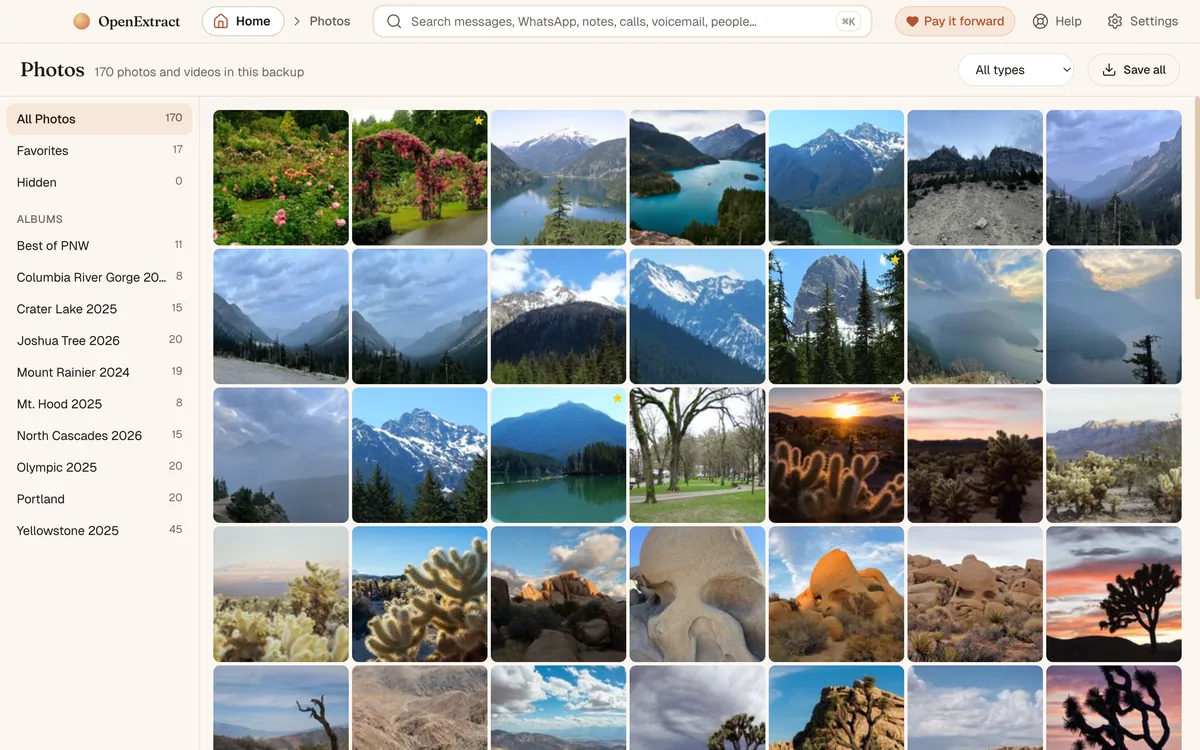 OpenExtract
Home
Photos
Search messages, WhatsApp, notes, calls, voicemail, people...
⌘K
Pay it forward
Help
Settings
Photos
170 photos and videos in this backup
All types
Save all
All Photos 170
Favorites 17
Hidden 0
ALBUMS
Best of PNW 11
Columbia River Gorge 20... 8
Crater Lake 2025 15
Joshua Tree 2026 20
Mount Rainier 2024 19
Mt. Hood 2025 8
North Cascades 2026 15
Olympic 2025 20
Portland 20
Yellowstone 2025 45